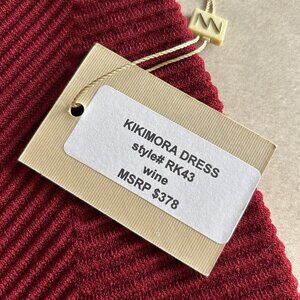 KIKIMORA DRESS
style# RK43
wine
MSRP $378